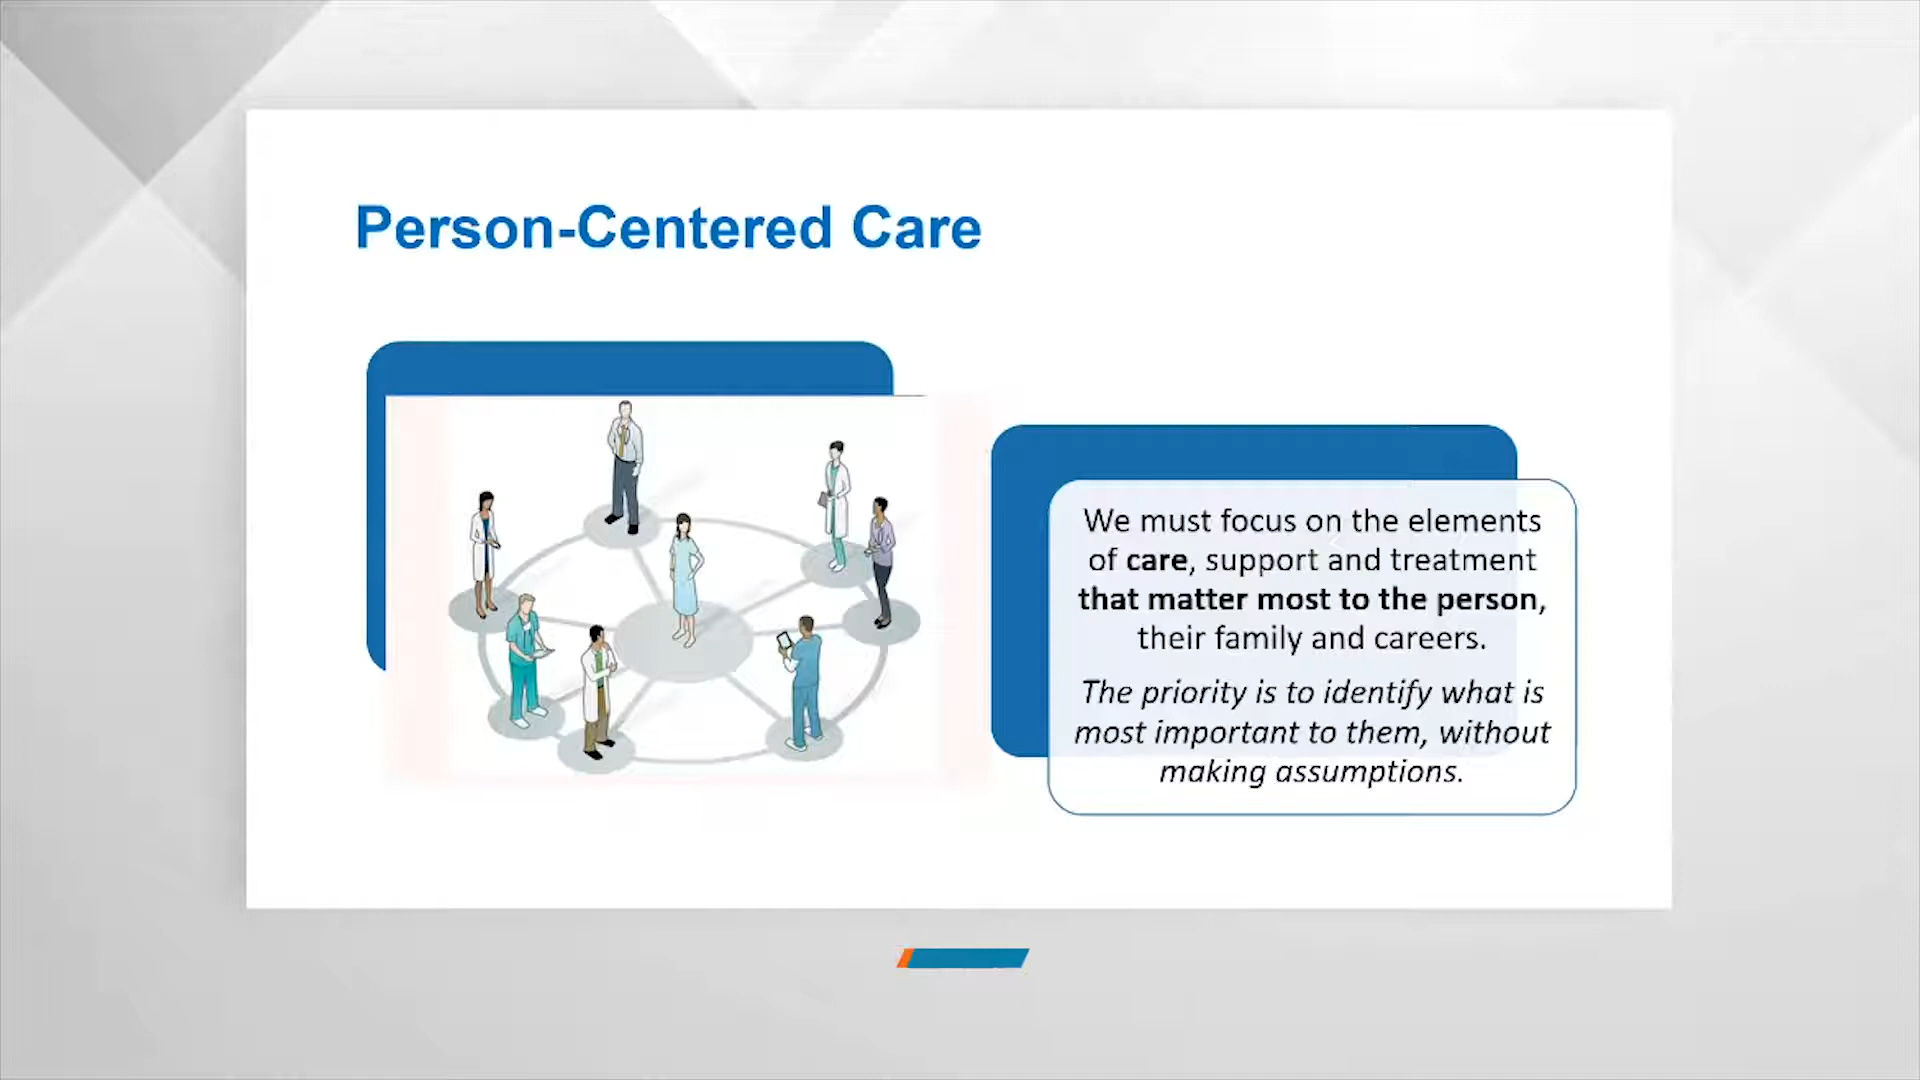 Person-Centered Care
We must focus on the elements
of care, support and treatment
that matter most to the person,
their family and careers.
The priority is to identify what is
most important to them, without
making assumptions.